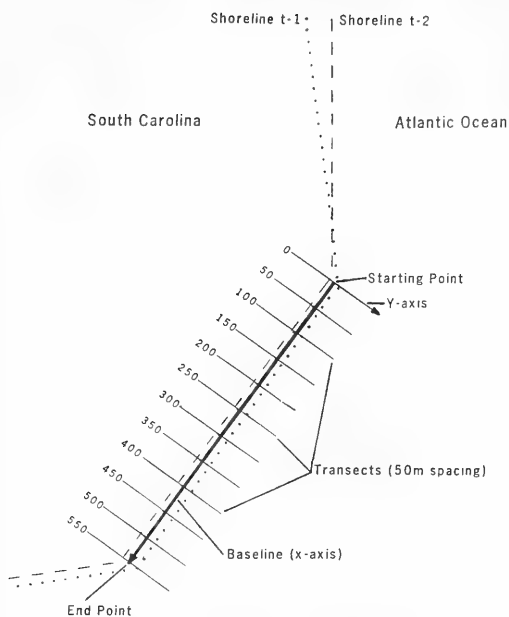 Shoreline t-1
Shoreline t-2
South Carolina
Atlantic Ocean
0
Starting Point
50
Y-axis
100
150
200
250
300
350
400
Transects (50m spacing)
450
500
550
Baseline (x-axis)
End Point